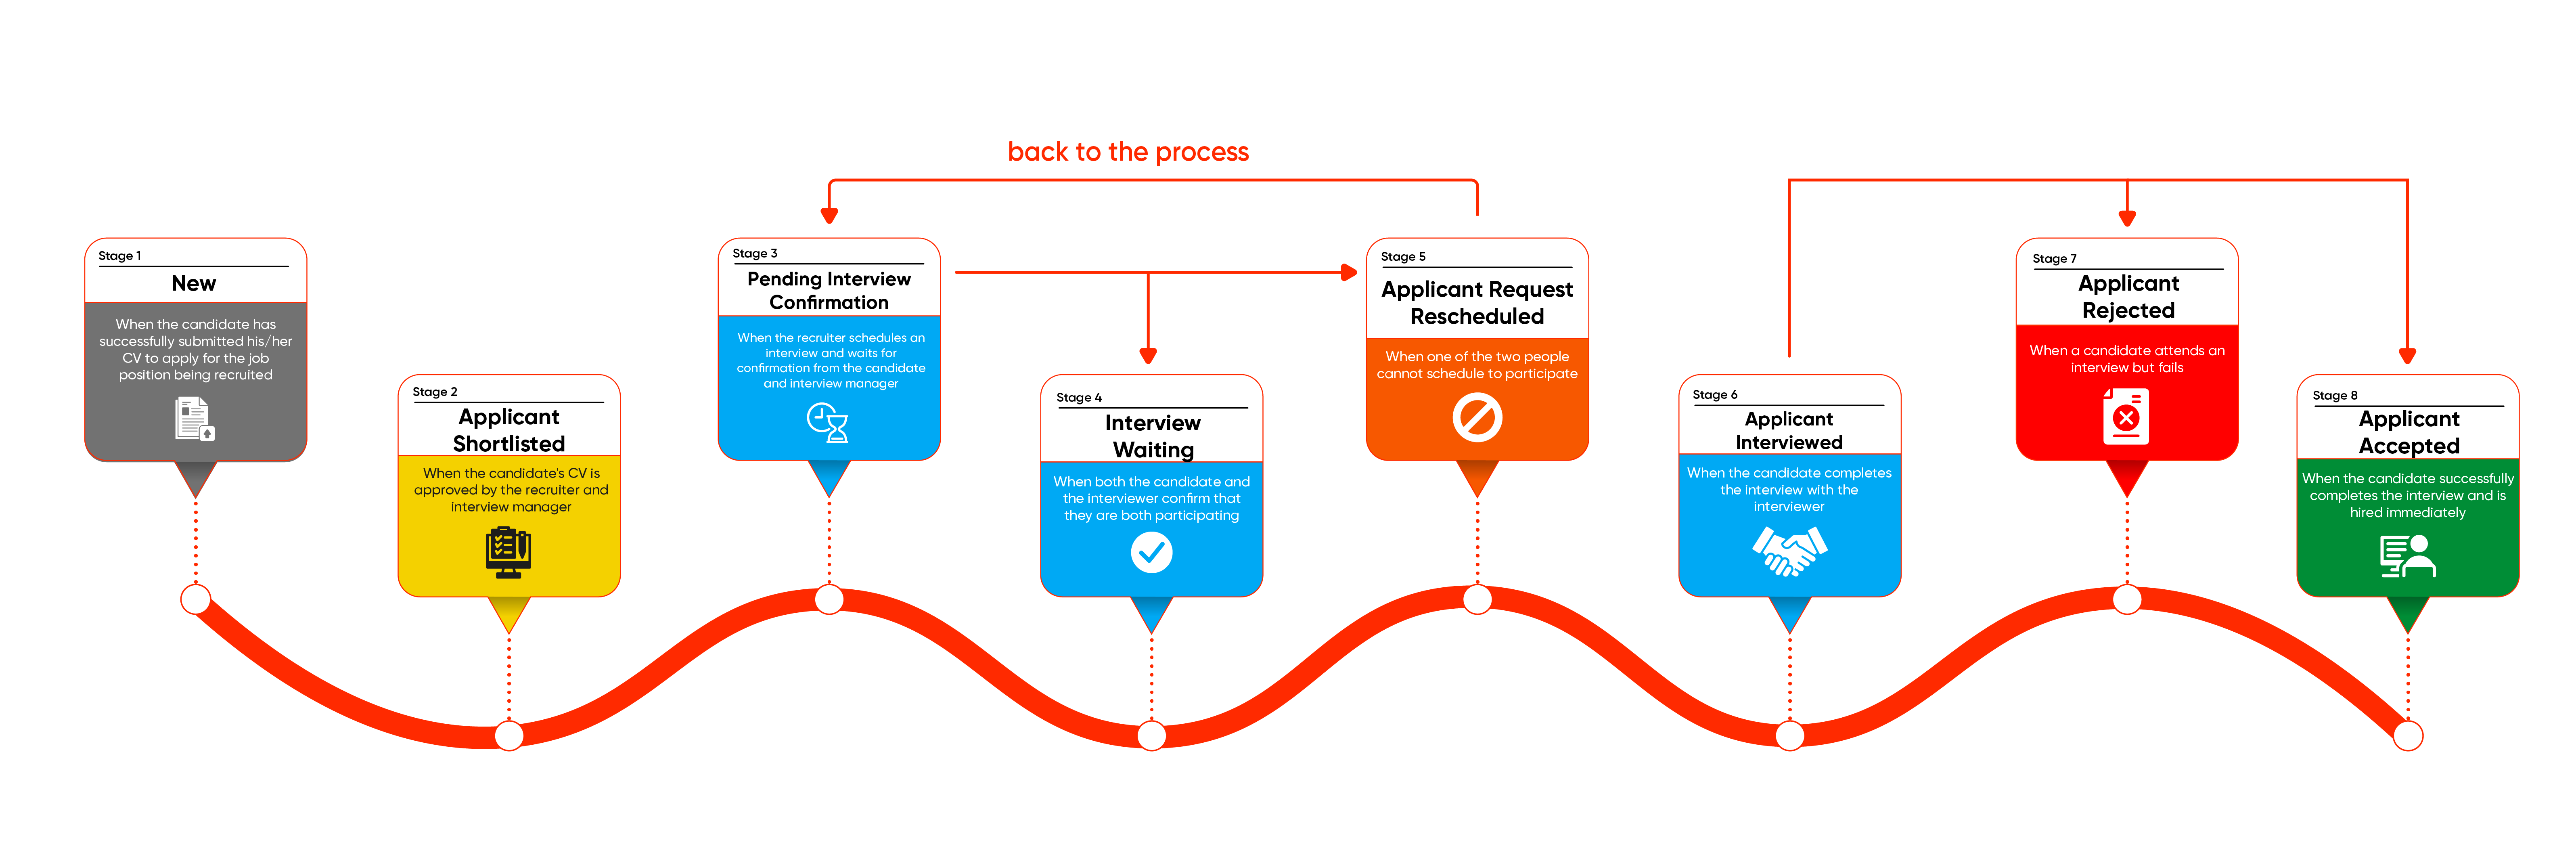 back to the process
Stage 1
New
When the candidate has
successfully submitted his/her
CV to apply for the job
position being recruited
Stage 2
Applicant
Shortlisted
When the candidate's CV is
approved by the recruiter and
interview manager
Stage 3
Pending Interview
Confirmation
When the recruiter schedules an
interview and waits for
confirmation from the candidate
and interview manager
Stage 4
Interview
Waiting
When both the candidate and
the interviewer confirm that
they are both participating
Stage 5
Applicant Request
Rescheduled
When one of the two people
cannot schedule to participate
Stage 6
Applicant
Interviewed
When the candidate completes
the interview with the
interviewer
Stage 7
Applicant
Rejected
When a candidate attends an
interview but fails
Stage 8
Applicant
Accepted
When the candidate successfully
completes the interview and is
hired immediately